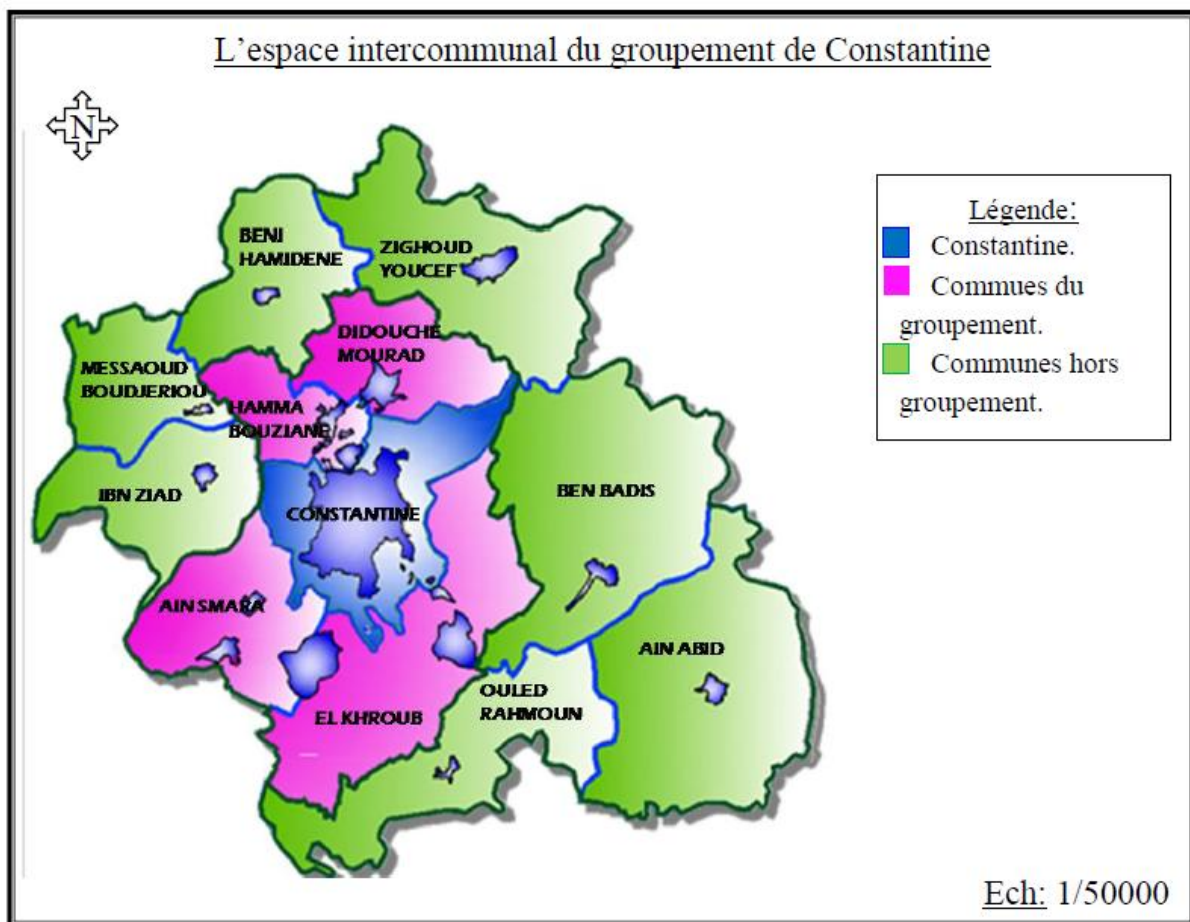 L'espace intercommunal du groupement de Constantine
N
Légende:
Constantine.
Commues du
groupement.
Communes hors
groupement.
BENI
HAMIDENE
ZIGHOUD
YOUCEF
DIDOUCHE
MOURAD
MESSAOUD
BOUDJERIOU
HAMMA
BOUZIANE
IBN ZIAD
CONSTANTINE
BEN BADIS
AIN SMARA
AIN ABID
OULED
RAHMOUN
EL KHROUB
Ech: 1/50000